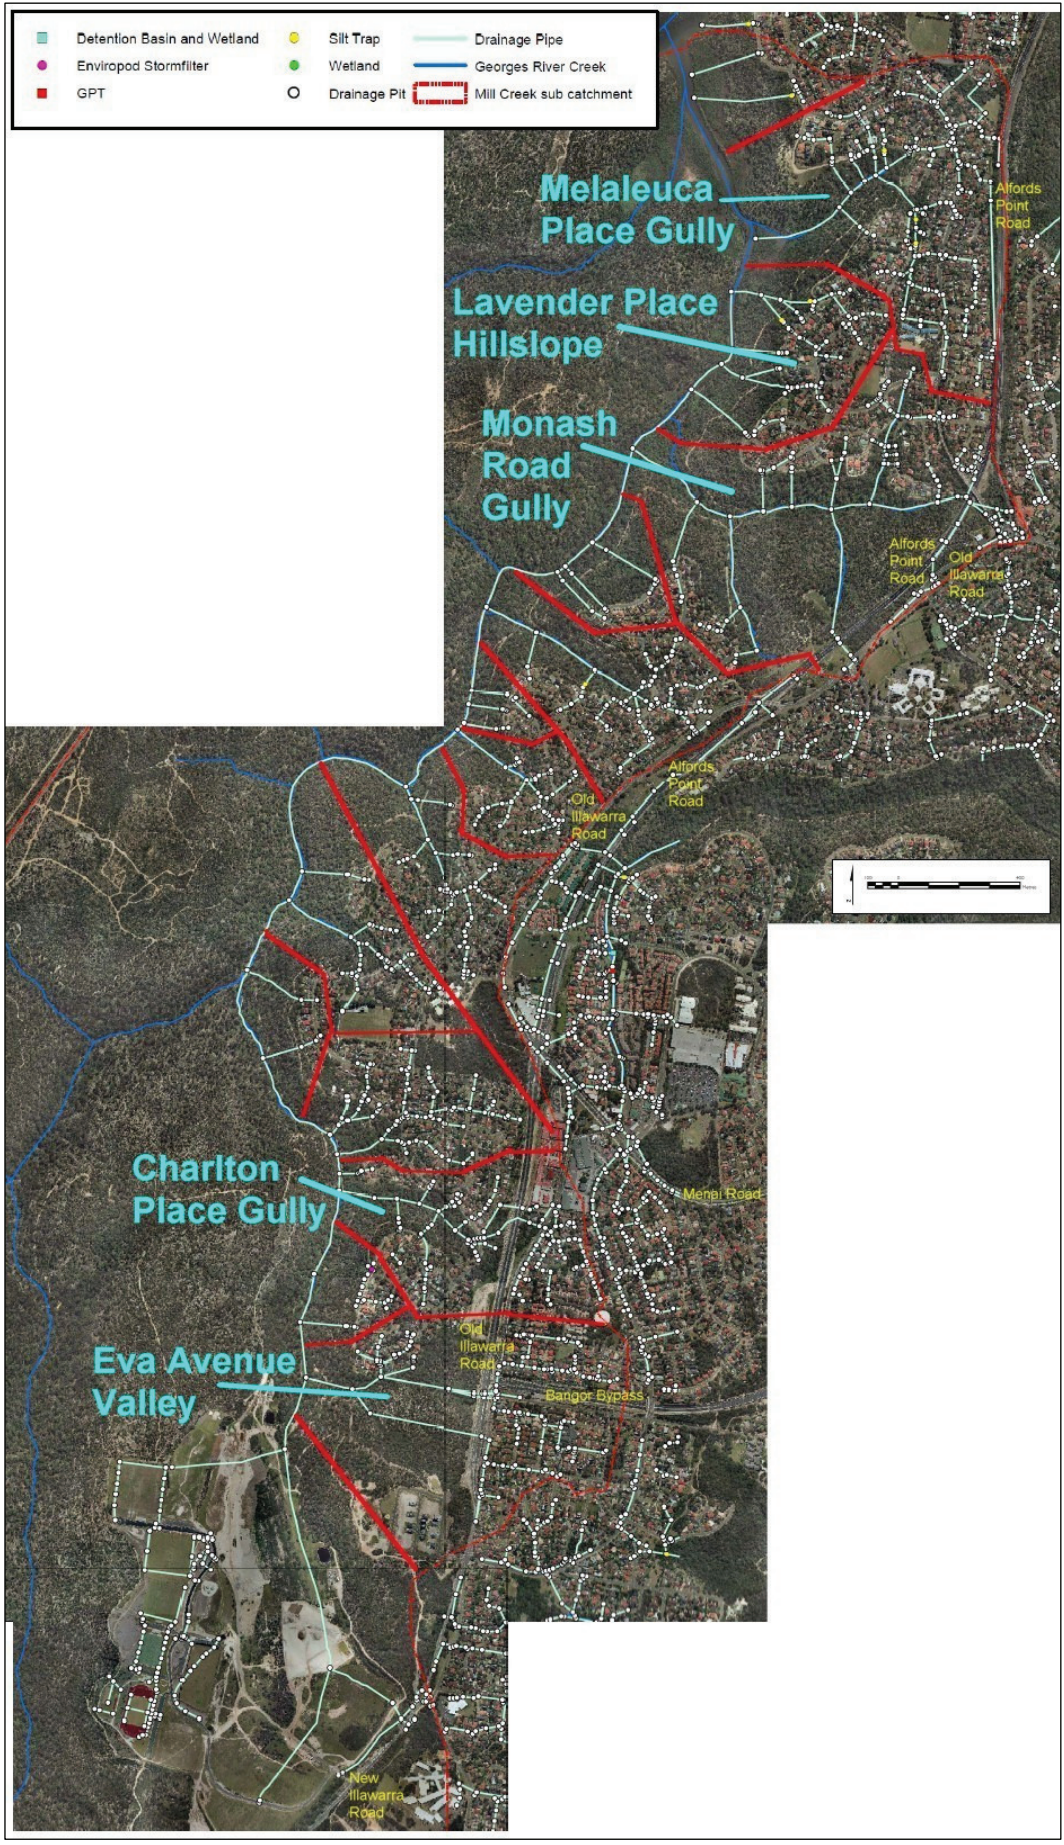 Detention Basin and Wetland
Silt Trap
Drainage Pipe
Enviropod Stormfilter
Wetland
Georges River Creek
GPT
Drainage Pit
Mill Creek sub catchment
Melaleuca
Place Gully
Alfords
Point
Road
Lavender Place
Hillslope
Monash
Road
Gully
Alfords
Point
Road
Old
Illawarra
Road
Alfords
Point
Road
Old
Illawarra
Road
Charlton
Place Gully
Menai Road
Old
Illawarra
Road
Eva Avenue
Valley
Bangor Bypass
New
Illawarra
Road